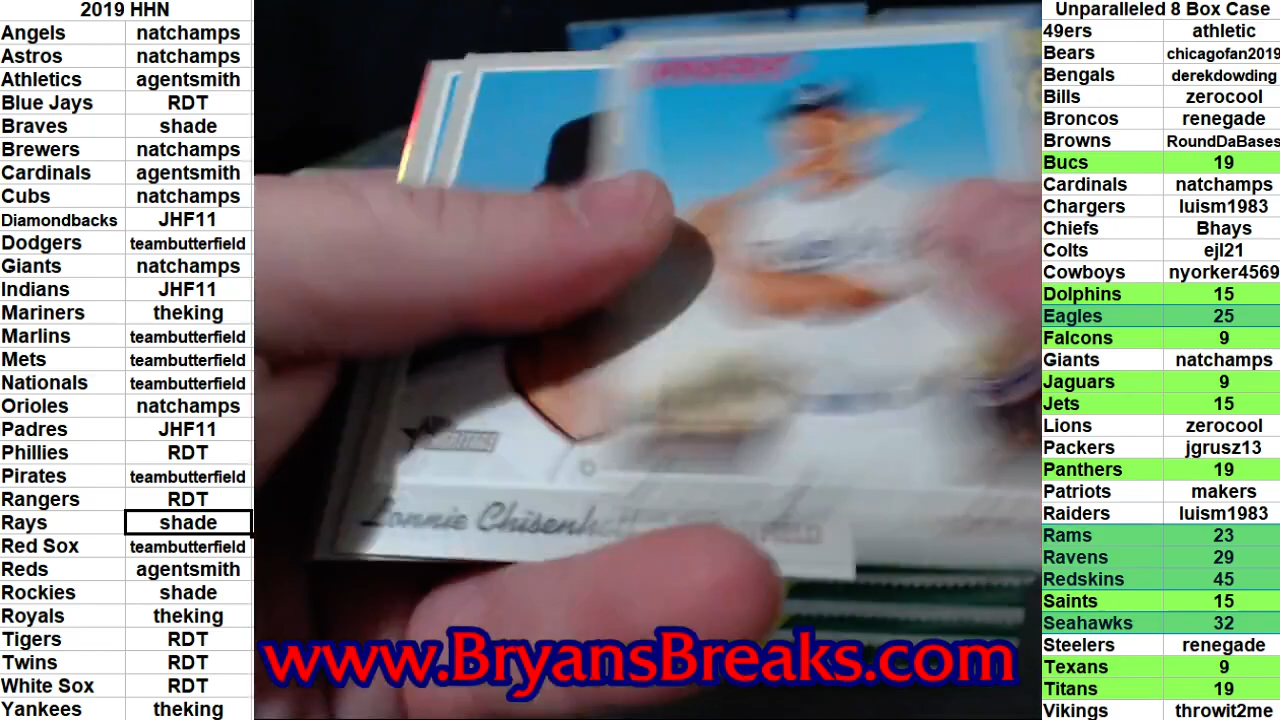 2019 HHN
Angels natchamps
Astros natchamps
Athletics agentsmith
Blue Jays RDT
Braves shade
Brewers natchamps
Cardinals agentsmith
Cubs natchamps
Diamondbacks JHF11
Dodgers teambutterfield
Giants natchamps
Indians JHF11
Mariners theking
Marlins teambutterfield
Mets teambutterfield
Nationals teambutterfield
Orioles natchamps
Padres JHF11
Phillies RDT
Pirates teambutterfield
Rangers RDT
Rays shade
Red Sox teambutterfield
Reds agentsmith
Rockies shade
Royals theking
Tigers RDT
Twins RDT
White Sox RDT
Yankees theking
Lonnie
www.BryansBreaks.com
Unparalleled 8 Box Case
49ers athletic
Bears chicagofan2019
Bengals derekdowding
Bills zerocool
Broncos renegade
Browns RoundDaBases
Bucs 19
Cardinals natchamps
Chargers luism1983
Chiefs Bhays
Colts ejl21
Cowboys nyorker4569
Dolphins 15
Eagles 25
Falcons 9
Giants natchamps
Jaguars 9
Jets 15
Lions zerocool
Packers jgrusz13
Panthers 19
Patriots makers
Raiders luism1983
Rams 23
Ravens 29
Redskins 45
Saints 15
Seahawks 32
Steelers renegade
Texans 9
Titans 19
Vikings throwit2me